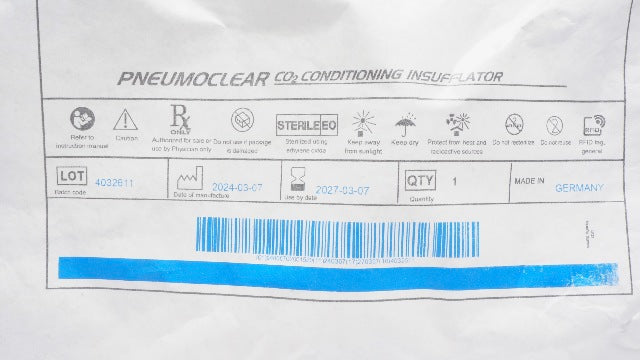 PNEUMOCLEAR CO2 CONDITIONING INSUFFLATOR
Refer to
instruction manual
Caution
Rx
ONLY
Authorized for sale or
use by Physician only
Do not use if package
is damaged
STERILE EO
Sterilized using
ethylene oxide
Keep away
from sunlight
Keep dry
Protect from heat and
radioactive sources
Do not resterilize
Do not reuse
RFID
RFID tag,
general
LOT 4032611
Batch code
2024-03-07
Date of manufacture
2027-03-07
Use by date
QTY 1
Quantity
MADE IN GERMANY